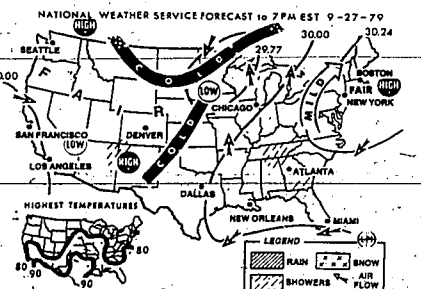 NATIONAL WEATHER SERVICE FORECAST to 7 PM EST 9-27-79
HIGH
SEATTLE
29.77
30.00
30.24
COLD
LOW
BOSTON
FAIR
HIGH
NEW YORK
MILD
CHICAGO
FAIR
SAN FRANCISCO
LOW
DENVER
COLD
HIGH
LOS ANGELES
ATLANTA
DALLAS
NEW ORLEANS
MIAMI
HIGHEST TEMPERATURES
80
90
90
80
LEGEND
RAIN
SNOW
SHOWERS
AIR FLOW